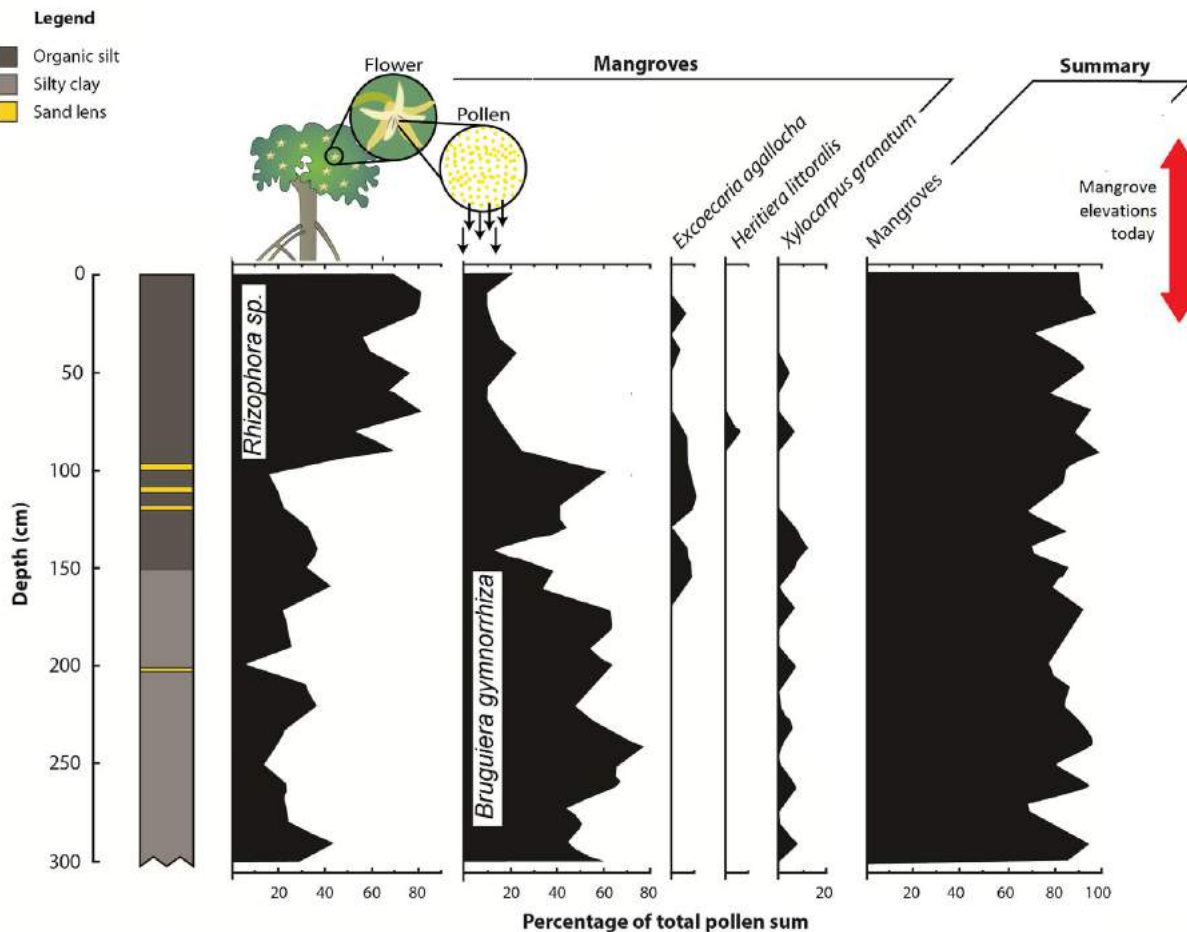 Legend
Organic silt
Silty clay
Sand lens
Flower
Pollen
Mangroves
Summary
Excoecaria agallocha
Heritiera littoralis
Xylocarpus granatum
Mangroves
Mangrove
elevations
today
Rhizophora sp.
Bruguiera gymnorrhiza
Depth (cm)
0
50
100
150
200
250
300
20 40 60 80
20 40 60 80
20
20 40 60 80 100
Percentage of total pollen sum